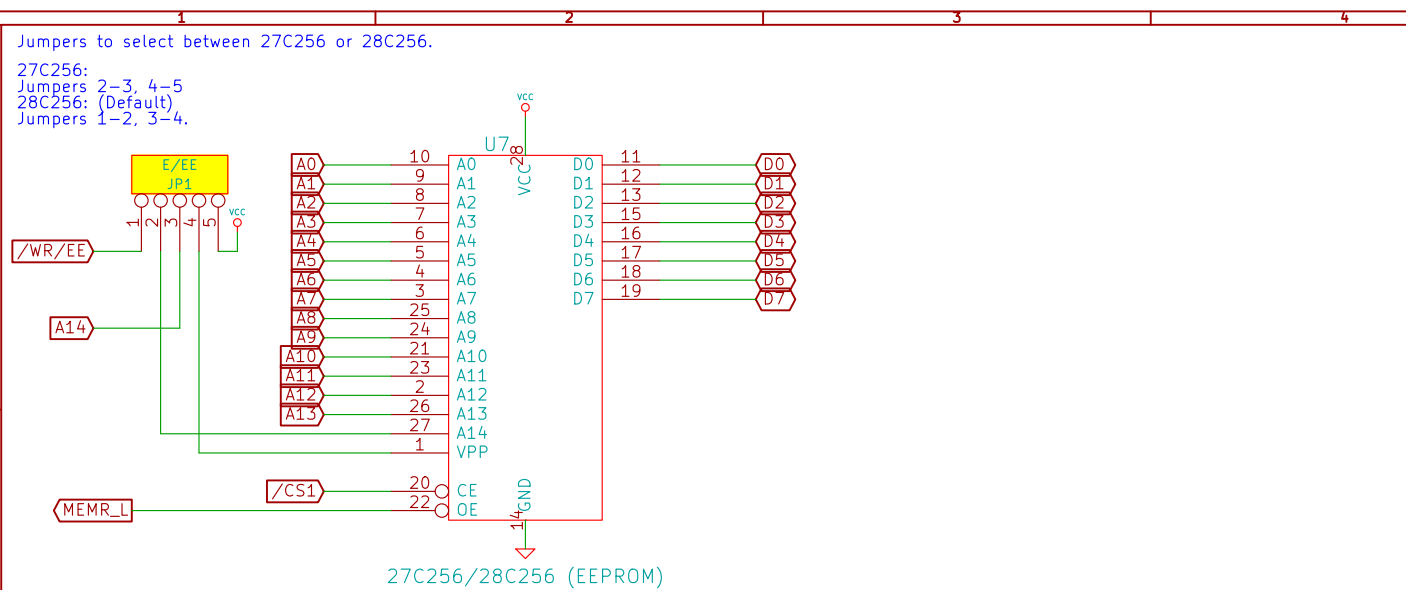 1 2 3 4
Jumpers to select between 27C256 or 28C256.
27C256:
Jumpers 2-3, 4-5
28C256: (Default)
Jumpers 1-2, 3-4.
E/EE
JP1
1 2 3 4 5
VCC
/WR/EE
A14
VCC
U7
28
VCC
A0 10 A0 D0 11 D0
A1 9 A1 D1 12 D1
A2 8 A2 D2 13 D2
A3 7 A3 D3 15 D3
A4 6 A4 D4 16 D4
A5 5 A5 D5 17 D5
A6 4 A6 D6 18 D6
A7 3 A7 D7 19 D7
A8 25 A8
A9 24 A9
A10 21 A10
A11 23 A11
A12 2 A12
A13 26 A13
27 A14
1 VPP
/CS1 20 CE
MEMR_L 22 OE
GND
14
27C256/28C256 (EEPROM)